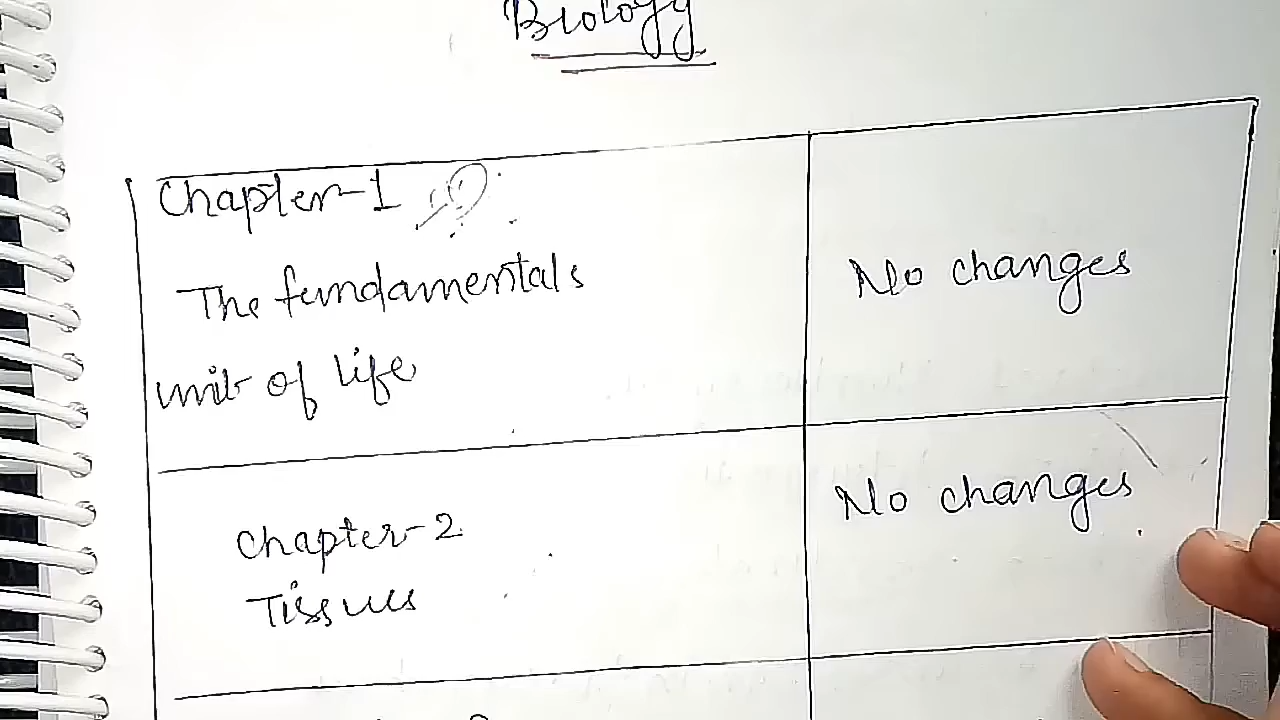 Biology
Chapter-1
The fundamentals
unit of life
No changes
Chapter-2
Tissues
No changes